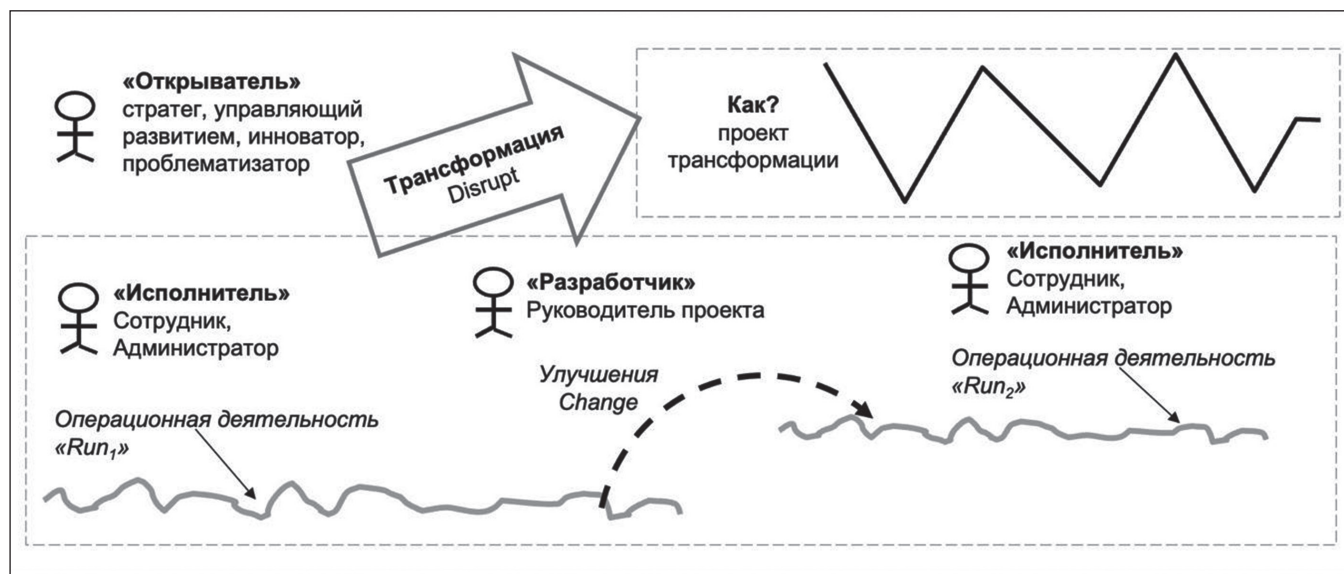 «Открыватель»
стратег, управляющий
развитием, инноватор,
проблематизатор
Трансформация
Disrupt
Как?
проект
трансформации
«Исполнитель»
Сотрудник,
Администратор
«Разработчик»
Руководитель проекта
«Исполнитель»
Сотрудник,
Администратор
Улучшения
Change
Операционная деятельность
«Run₂»
Операционная деятельность
«Run₁»